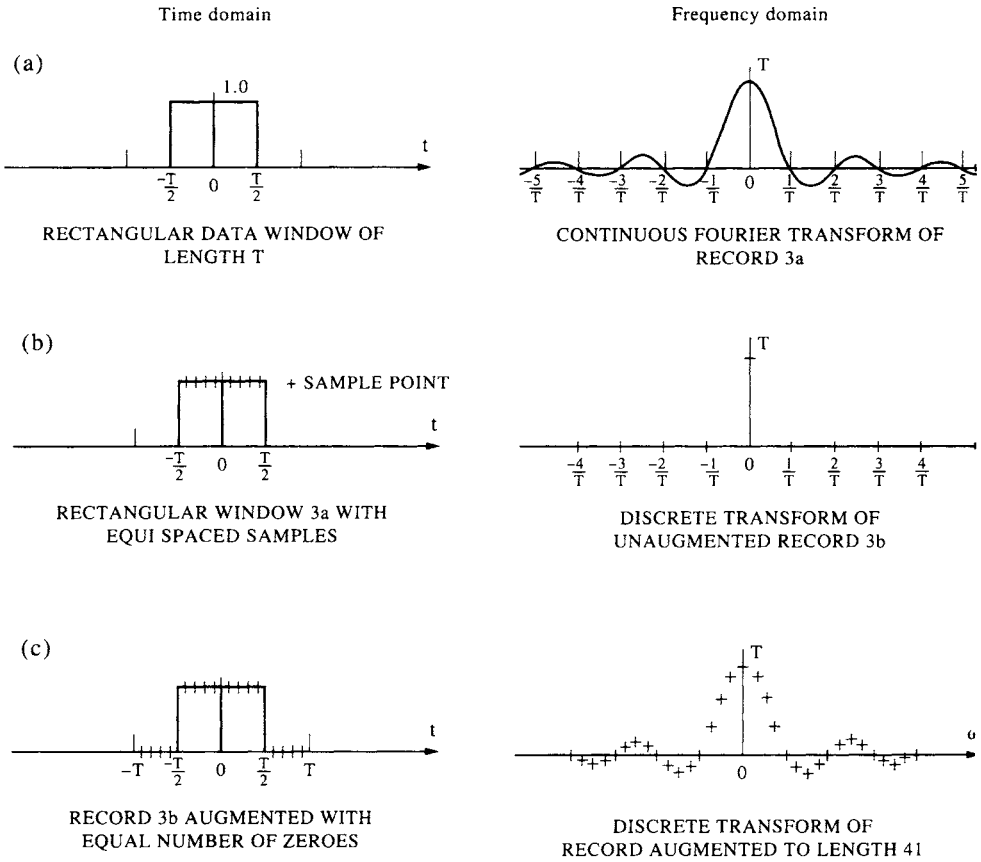 Time domain
Frequency domain
(a)
1.0
t
-T/2 0 T/2
RECTANGULAR DATA WINDOW OF
LENGTH T
T
-5/T -4/T -3/T -2/T -1/T 0 1/T 2/T 3/T 4/T 5/T
CONTINUOUS FOURIER TRANSFORM OF
RECORD 3a
(b)
+ SAMPLE POINT
t
-T/2 0 T/2
RECTANGULAR WINDOW 3a WITH
EQUI SPACED SAMPLES
T
-4/T -3/T -2/T -1/T 0 1/T 2/T 3/T 4/T
DISCRETE TRANSFORM OF
UNAUGMENTED RECORD 3b
(c)
t
-T -T/2 0 T/2 T
RECORD 3b AUGMENTED WITH
EQUAL NUMBER OF ZEROES
T
0
DISCRETE TRANSFORM OF
RECORD AUGMENTED TO LENGTH 41